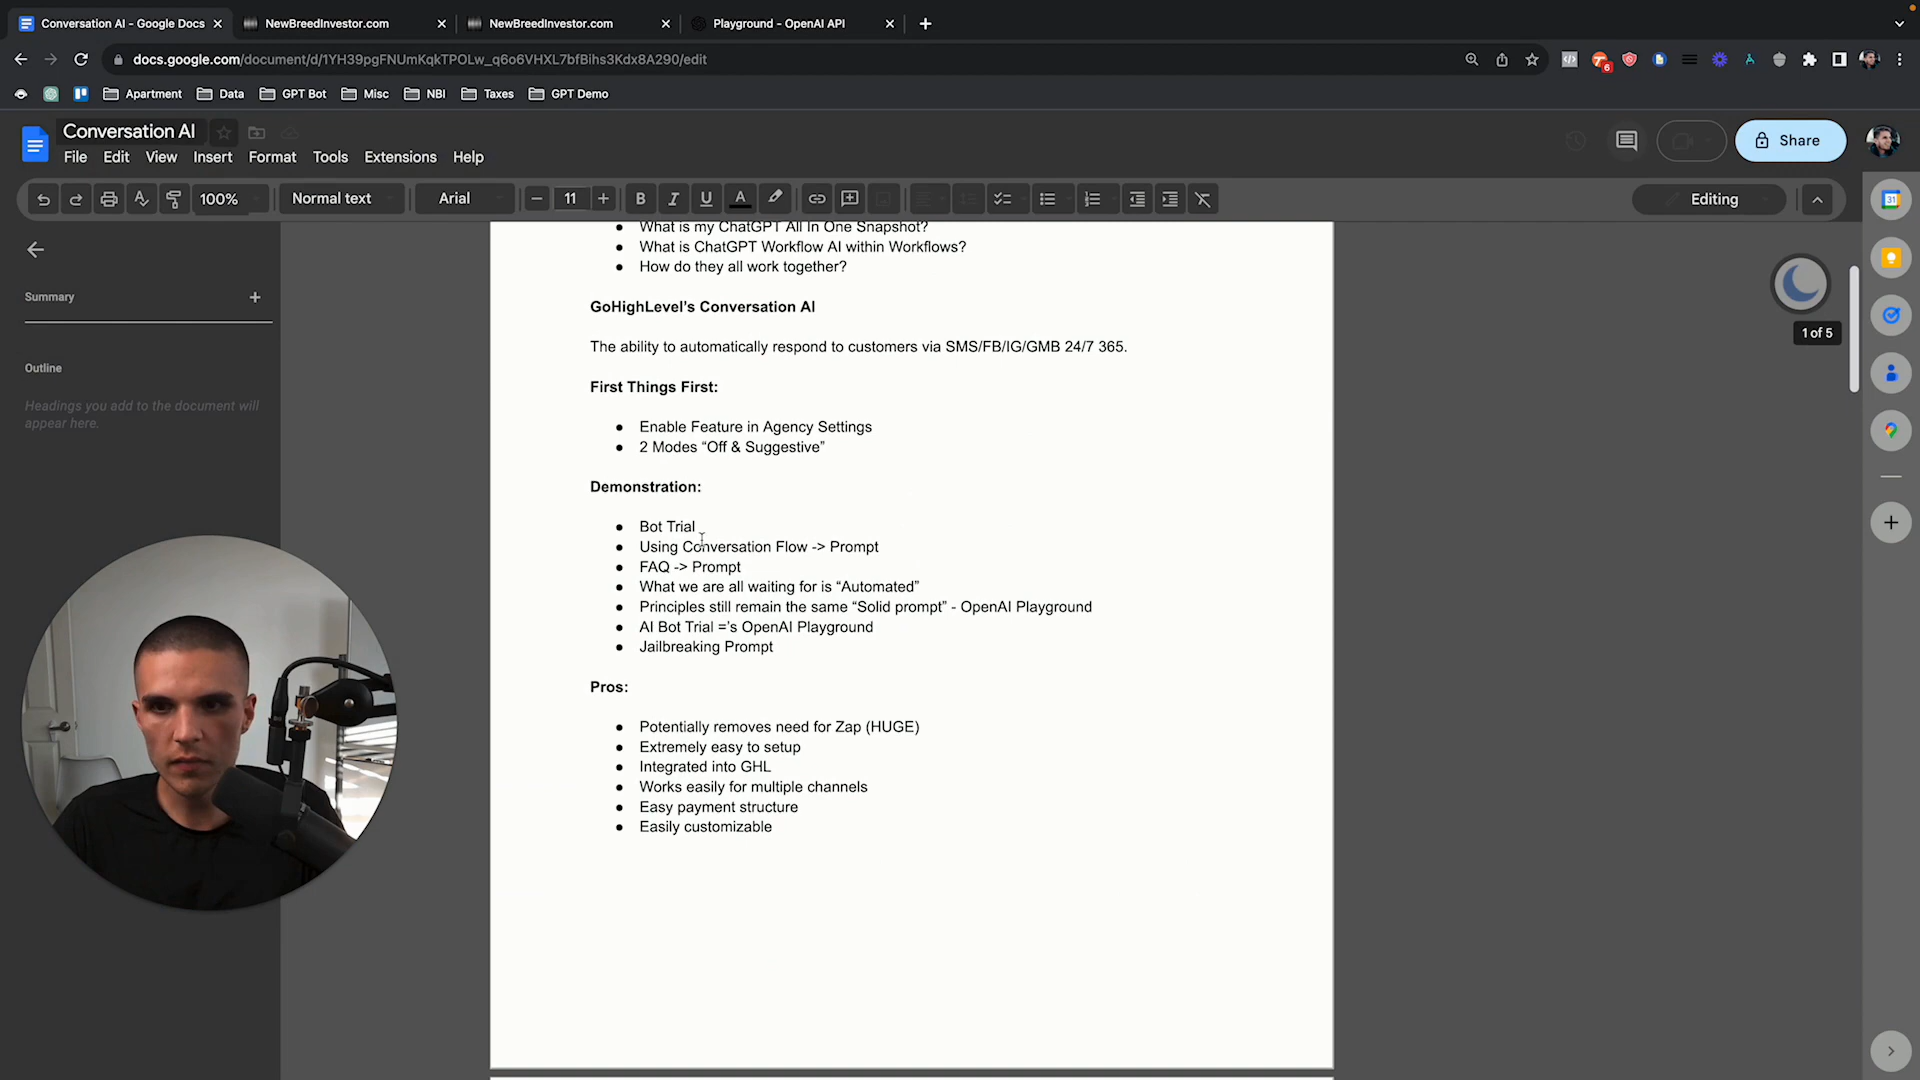 Conversation AI - Google Docs
NewBreedInvestor.com
NewBreedInvestor.com
Playground - OpenAI API
docs.google.com/document/d/1YH39pgFNUmKqkTPOLw_q6o6VHXL7bfBihs3Kdx8A290/edit
6
Apartment
Data
GPT Bot
Misc
NBI
Taxes
GPT Demo
Conversation AI
File Edit View Insert Format Tools Extensions Help
Share
100%
Normal text
Arial
11
B I U A
Editing
31
Summary
Outline
Headings you add to the document will
appear here.
1 of 5
● What is my ChatGPT All In One Snapshot?
● What is ChatGPT Workflow AI within Workflows?
● How do they all work together?
GoHighLevel’s Conversation AI
The ability to automatically respond to customers via SMS/FB/IG/GMB 24/7 365.
First Things First:
● Enable Feature in Agency Settings
● 2 Modes “Off & Suggestive”
Demonstration:
● Bot Trial
● Using Conversation Flow -> Prompt
● FAQ -> Prompt
● What we are all waiting for is “Automated”
● Principles still remain the same “Solid prompt” - OpenAI Playground
● AI Bot Trial =’s OpenAI Playground
● Jailbreaking Prompt
Pros:
● Potentially removes need for Zap (HUGE)
● Extremely easy to setup
● Integrated into GHL
● Works easily for multiple channels
● Easy payment structure
● Easily customizable